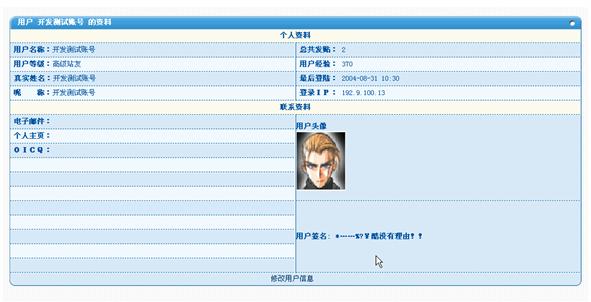 用户 开发测试账号 的资料
个人资料
用户名称：开发测试账号
总共发贴： 2
用户等级：高级站友
用户经验： 370
真实姓名：开发测试账号
最后登陆： 2004-08-31 10:30
昵 称：开发测试账号
登录ＩＰ： 192.9.100.13
联系资料
电子邮件：
个人主页：
ＯＩＣＱ：
用户头像
用户签名: *-----%?￥酷没有理由？？
修改用户信息